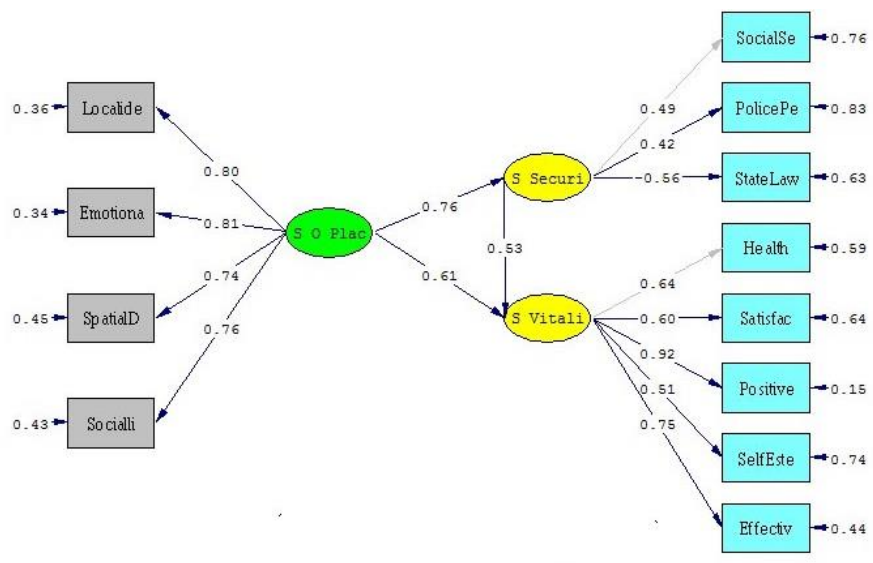 SocialSe
0.76
0.36
Localide
0.49
PolicePe
0.83
0.42
0.80
S Securi
-0.56
StateLaw
0.63
0.34
Emotiona
0.81
S O Plac
0.76
0.53
Health
0.59
0.74
0.61
0.64
0.45
SpatialD
0.76
S Vitali
0.60
Satisfac
0.64
0.92
Positive
0.15
0.51
0.43
Socialli
0.75
SelfEste
0.74
Effectiv
0.44